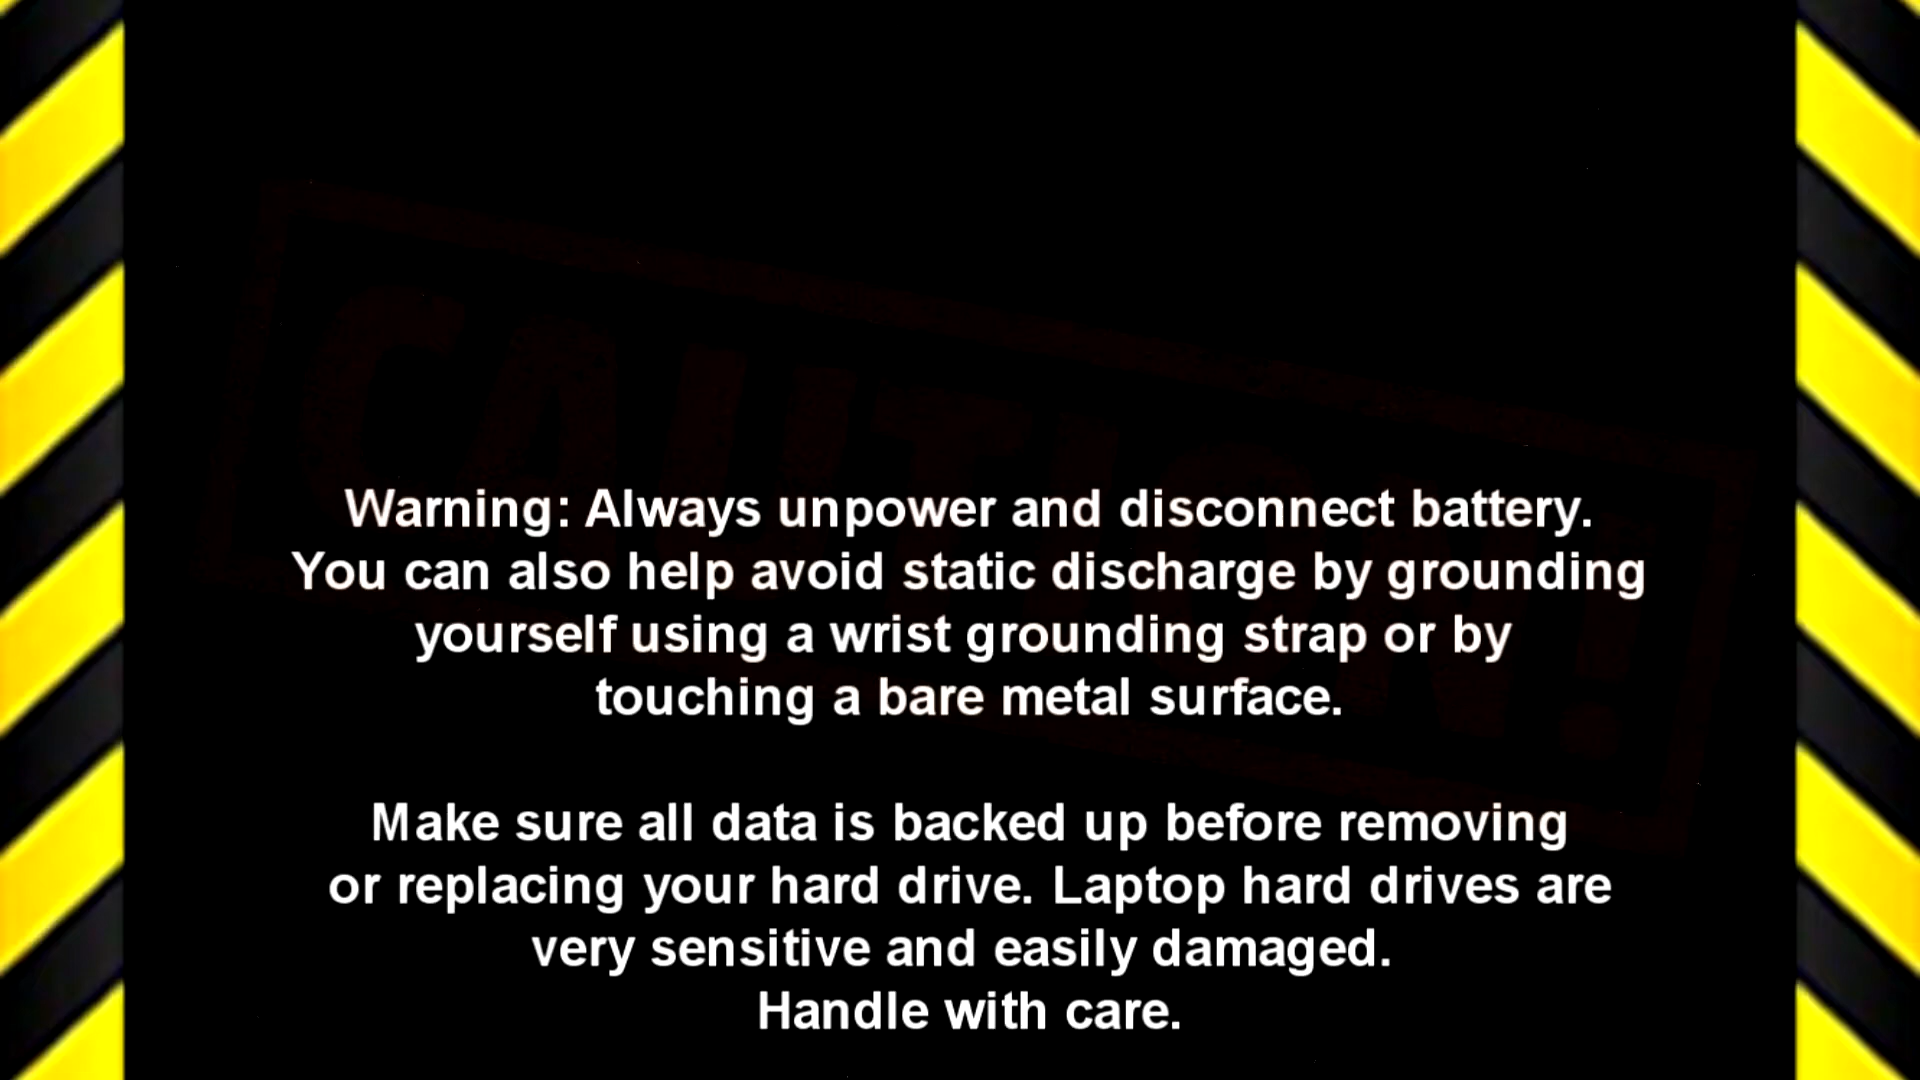 CAUTION!
Warning: Always unpower and disconnect battery.
You can also help avoid static discharge by grounding
yourself using a wrist grounding strap or by
touching a bare metal surface.
Make sure all data is backed up before removing
or replacing your hard drive. Laptop hard drives are
very sensitive and easily damaged.
Handle with care.